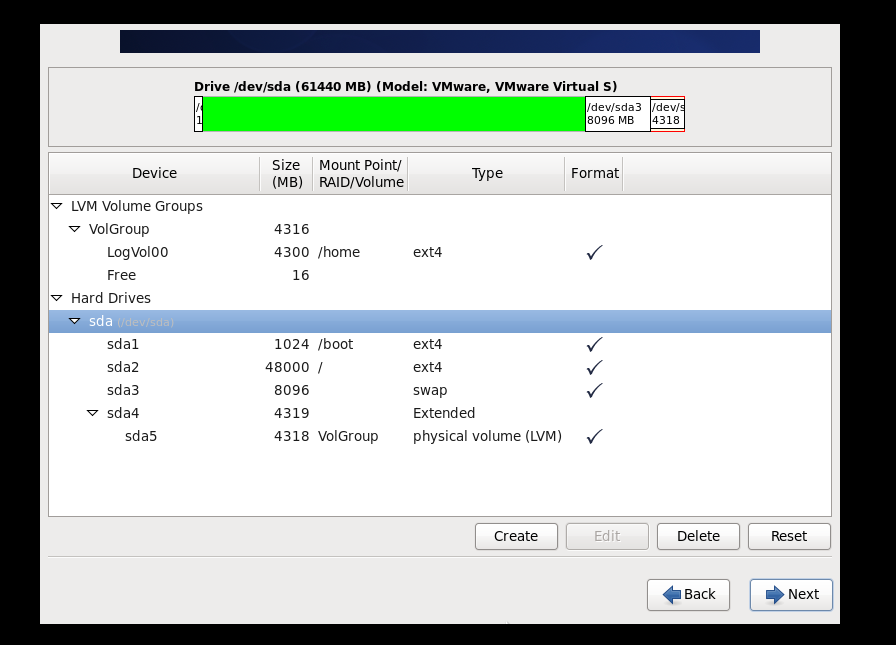 Drive /dev/sda (61440 MB) (Model: VMware, VMware Virtual S)
/dev/sda3
8096 MB
/dev/s
4318
Device Size (MB) Mount Point/ RAID/Volume Type Format
LVM Volume Groups
VolGroup 4316
LogVol00 4300 /home ext4
Free 16
Hard Drives
sda (/dev/sda)
sda1 1024 /boot ext4
sda2 48000 / ext4
sda3 8096 swap
sda4 4319 Extended
sda5 4318 VolGroup physical volume (LVM)
Create Edit Delete Reset
Back Next